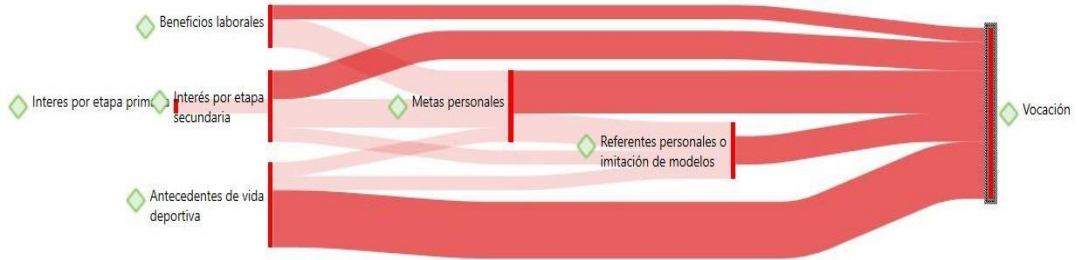 Beneficios laborales
Interes por etapa prima
Interés por etapa
secundaria
Metas personales
Referentes personales o
imitación de modelos
Vocación
Antecedentes de vida
deportiva